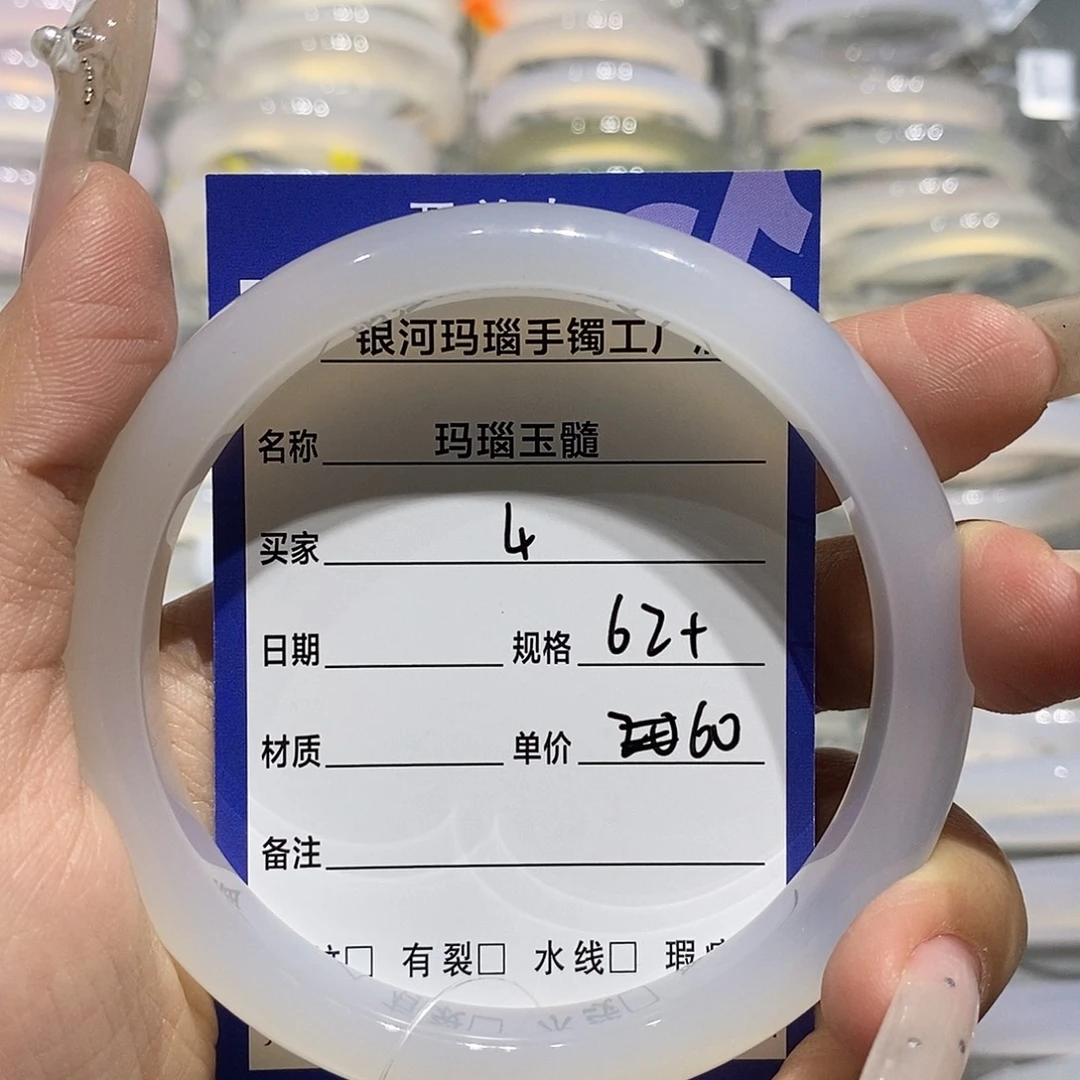 银河玛瑙手镯工厂
名称 玛瑙玉髓
买家 4
日期 规格 62+
材质 单价 60
备注
□ 有裂□ 水线□ 瑕